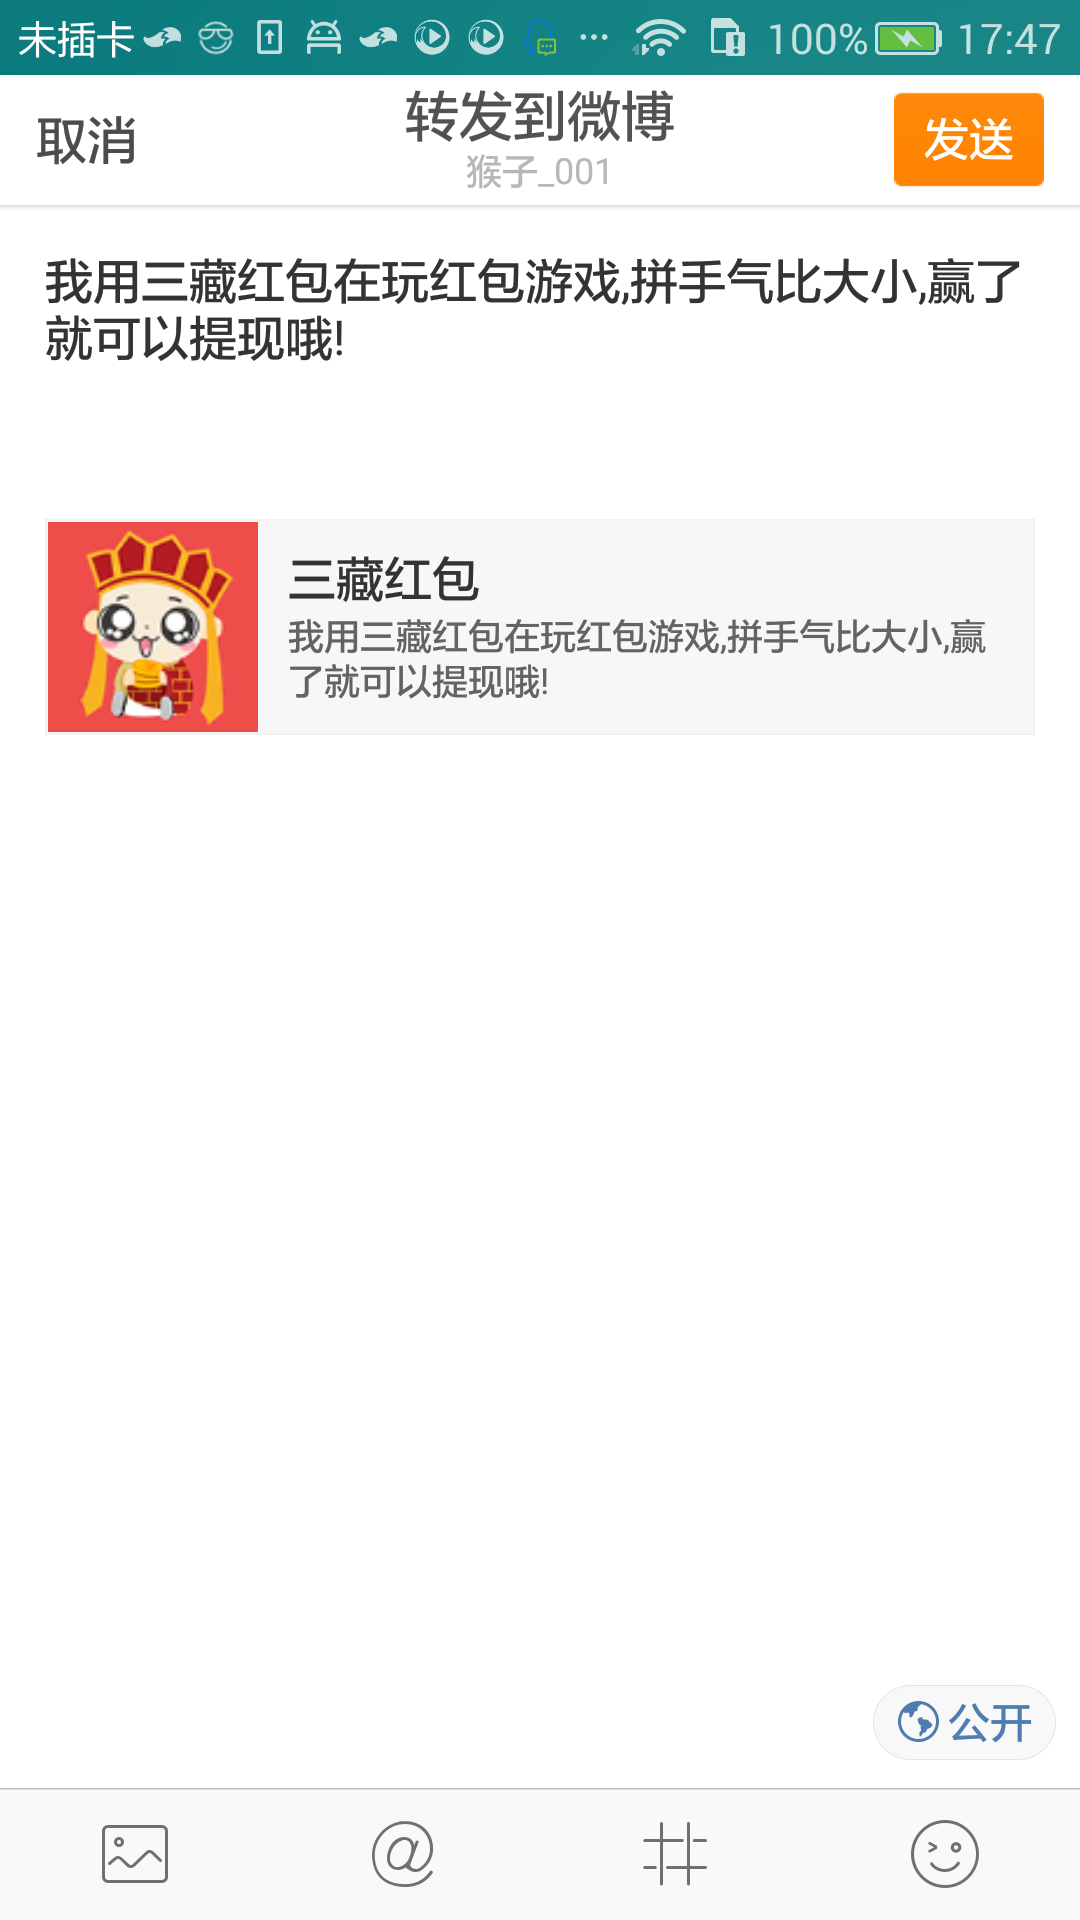 未插卡 100% 17:47
取消 转发到微博 发送
猴子_001
我用三藏红包在玩红包游戏,拼手气比大小,赢了
就可以提现哦!
三藏红包
我用三藏红包在玩红包游戏,拼手气比大小,赢
了就可以提现哦!
公开